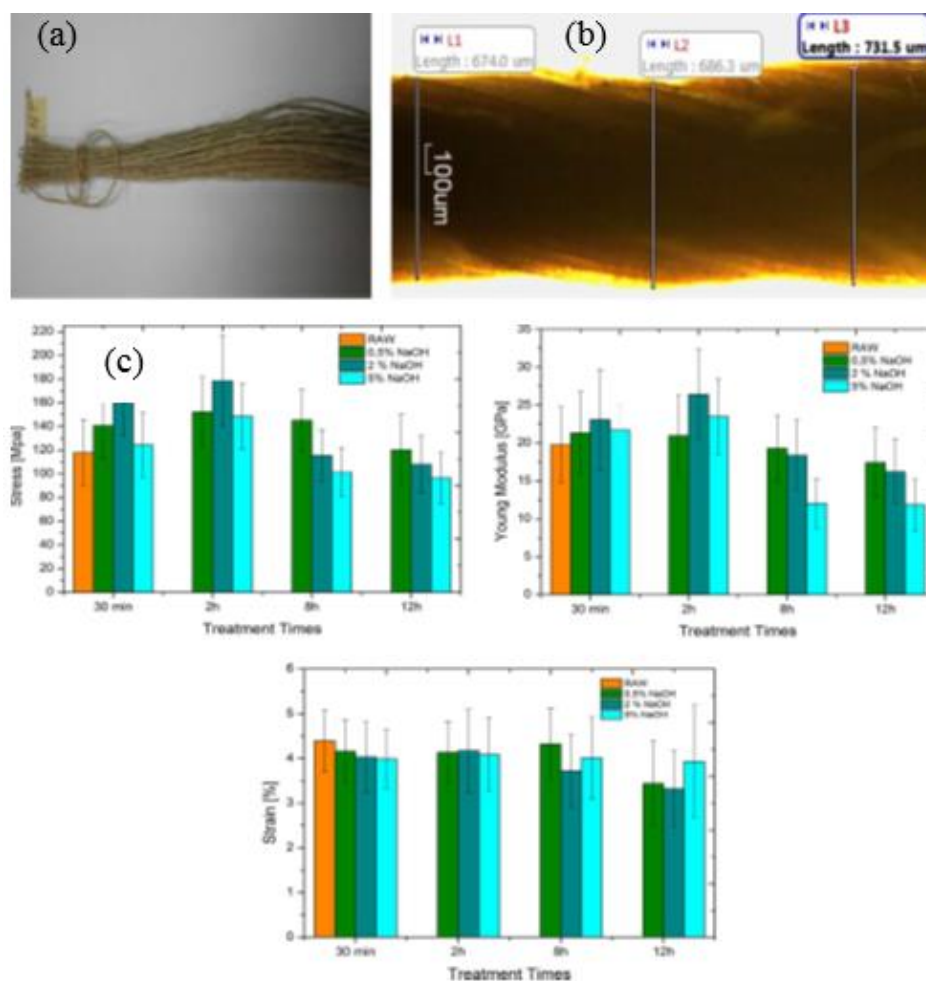 (a)
(b)
L1
Length : 674.0 um
L2
Length : 686.3 um
L3
Length : 731.5 um
100um
(c)
Stress [Mpa]
220
200
180
160
140
120
100
80
60
40
20
0
RAW
0,5% NaOH
2 % NaOH
5% NaOH
30 min
2h
8h
12h
Treatment Times
Young Modulus [GPa]
35
30
25
20
15
10
5
0
RAW
0,5% NaOH
2 % NaOH
5% NaOH
30 min
2h
8h
12h
Treatment Times
Strain [%]
6
5
4
3
2
1
0
RAW
0,5% NaOH
2 % NaOH
5% NaOH
30 min
2h
8h
12h
Treatment Times